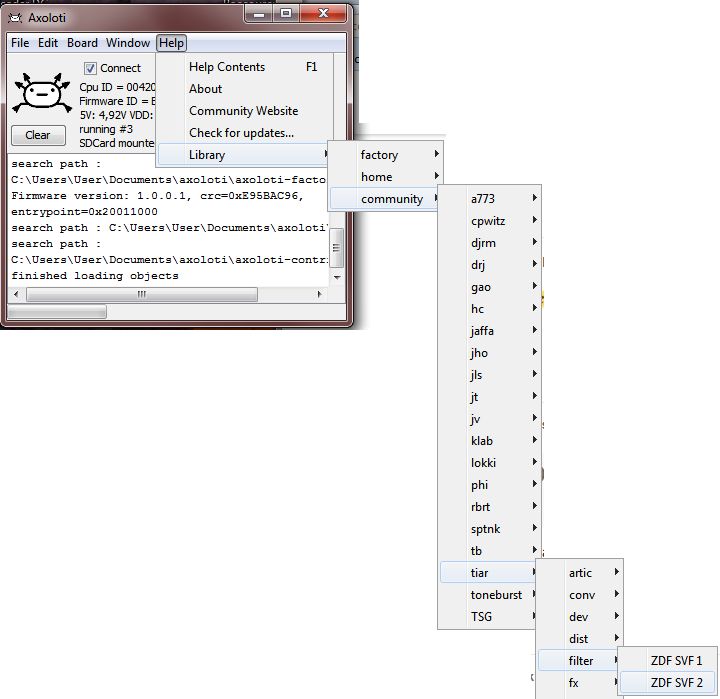 Axoloti
File Edit Board Window Help
Connect
Cpu ID = 00420
Firmware ID = E
5V: 4,92V VDD:
running #3
SDCard mounte
Clear
Help Contents F1
About
Community Website
Check for updates...
Library
search path :
C:\Users\User\Documents\axoloti\axoloti-factor
Firmware version: 1.0.0.1, crc=0xE95BAC96,
entrypoint=0x20011000
search path : C:\Users\User\Documents\axoloti\
search path :
C:\Users\User\Documents\axoloti\axoloti-contri
finished loading objects
factory
home
community
a773
cpwitz
djrm
drj
gao
hc
jaffa
jho
jls
jt
jv
klab
lokki
phi
rbrt
sptnk
tb
tiar
toneburst
TSG
artic
conv
dev
dist
filter
fx
ZDF SVF 1
ZDF SVF 2